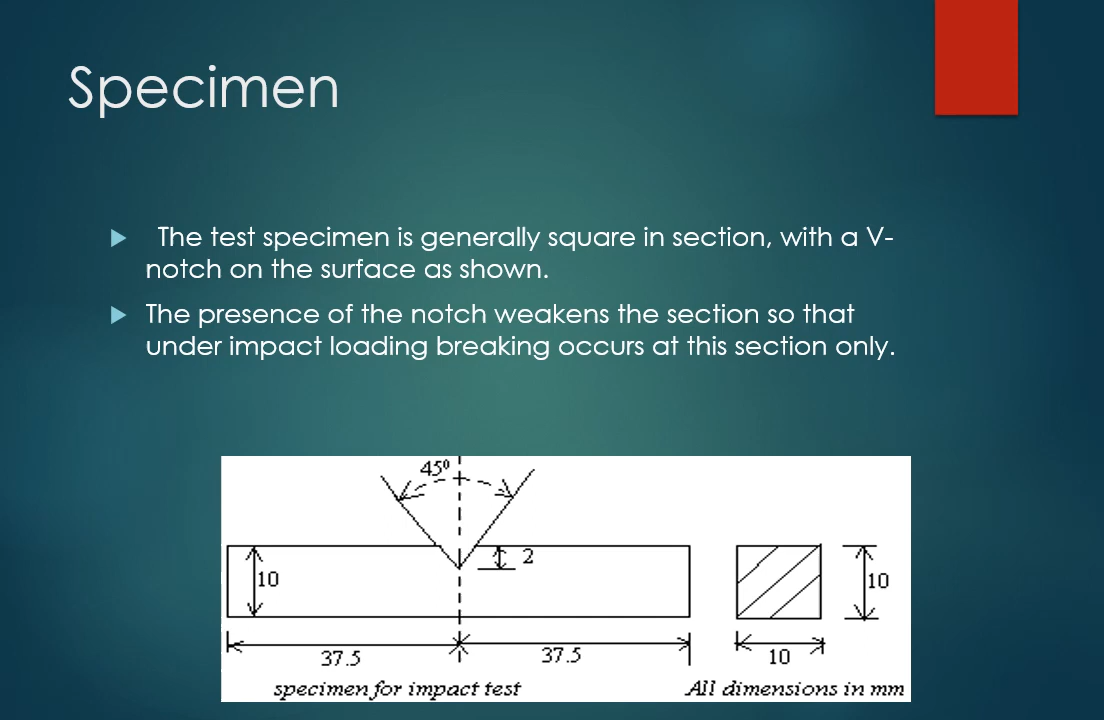 Specimen
The test specimen is generally square in section, with a V-
notch on the surface as shown.
The presence of the notch weakens the section so that
under impact loading breaking occurs at this section only.
45⁰
2
10
10
37.5
37.5
10
specimen for impact test
All dimensions in mm